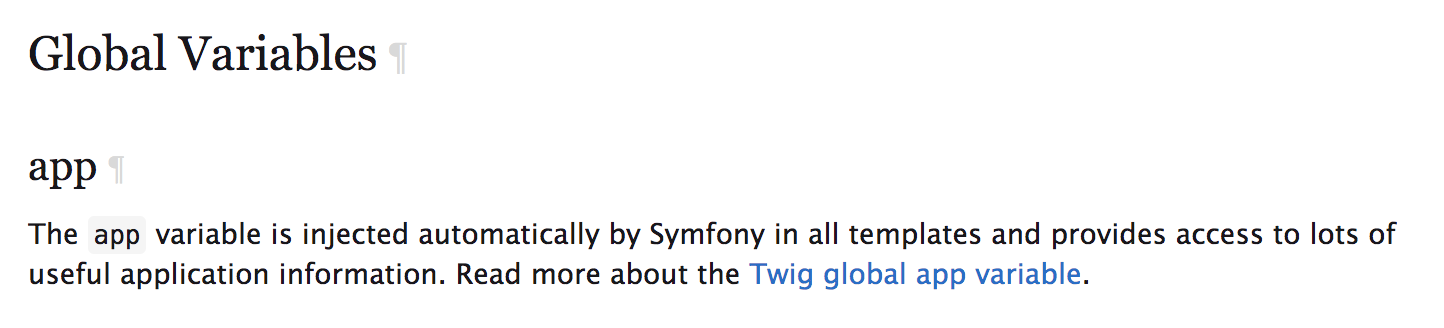 Global Variables ¶
app ¶
The app variable is injected automatically by Symfony in all templates and provides access to lots of
useful application information. Read more about the Twig global app variable.